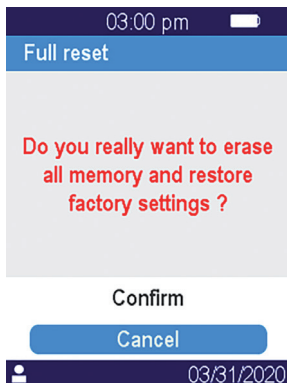 03:00 pm
Full reset
Do you really want to erase
all memory and restore
factory settings ?
Confirm
Cancel
03/31/2020